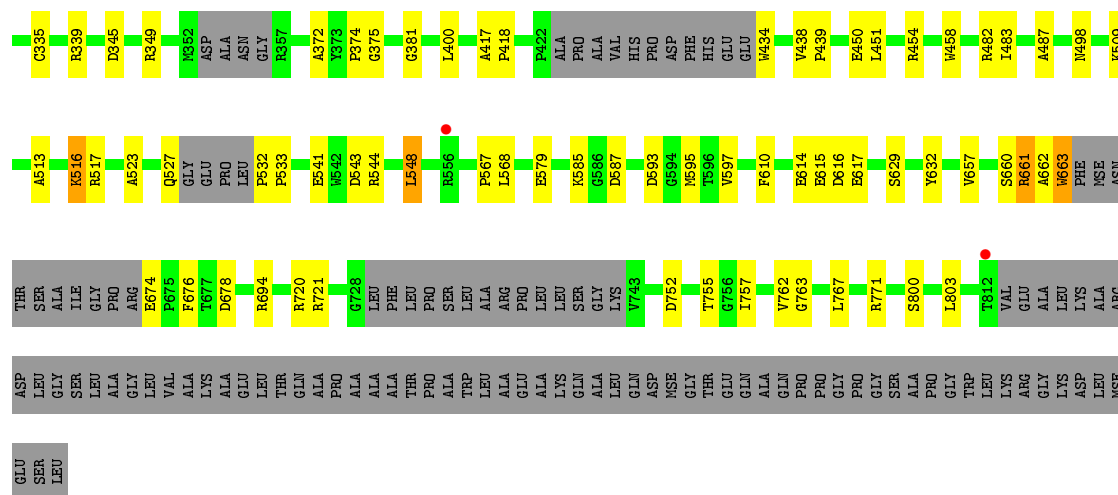 C335 R339 D345 R349 M352 ASP ALA ASN GLY R357 A372 Y373 P374 G375 G381 L400 A417 P418 P422 ALA PRO ALA VAL HIS PRO ASP PHE HIS GLU GLU W434 V438 P439 E450 L451 R454 W458 R482 I483 A487 N498 K509
A513 K516 R517 A523 Q527 GLY GLU PRO LEU P532 P533 E541 W542 D543 R544 L548 R556 P567 L568 E579 K585 G586 D587 D593 G594 M595 T596 V597 F610 E614 E615 D616 E617 S629 Y632 V657 S660 R661 A662 W663 PHE MSE ASN
THR SER ALA ILE GLY PRO ARG E674 P675 F676 T677 D678 R694 R720 R721 G728 LEU PHE LEU PRO SER LEU ALA ARG PRO LEU LEU SER GLY LYS V743 D752 T755 G756 I757 V762 G763 L767 R771 S800 L803 T812 VAL GLU ALA LEU LYS ALA ARG
ASP LEU GLY SER LEU ALA GLY LEU VAL ALA LYS ALA GLU LEU THR GLN ALA PRO ALA ALA ALA THR PRO ALA TRP LEU ALA GLU ALA LYS GLN ALA LEU GLN ASP MSE GLY THR GLU GLN ALA GLN PRO PRO GLY PRO GLY SER ALA PRO GLY TRP LEU LYS ARG GLY LYS ASP LEU MSE
GLU SER LEU